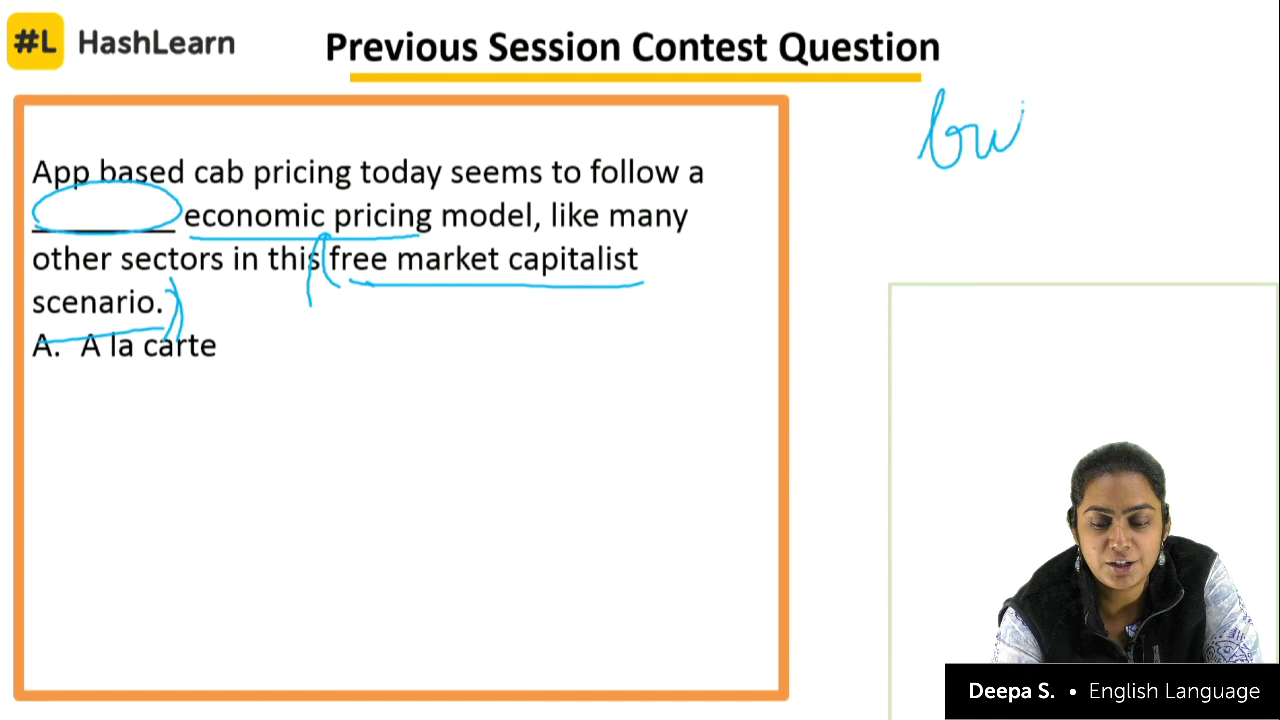 #L HashLearn
Previous Session Contest Question
App based cab pricing today seems to follow a
________ economic pricing model, like many
other sectors in this free market capitalist
scenario.
A. A la carte
Deepa S. • English Language